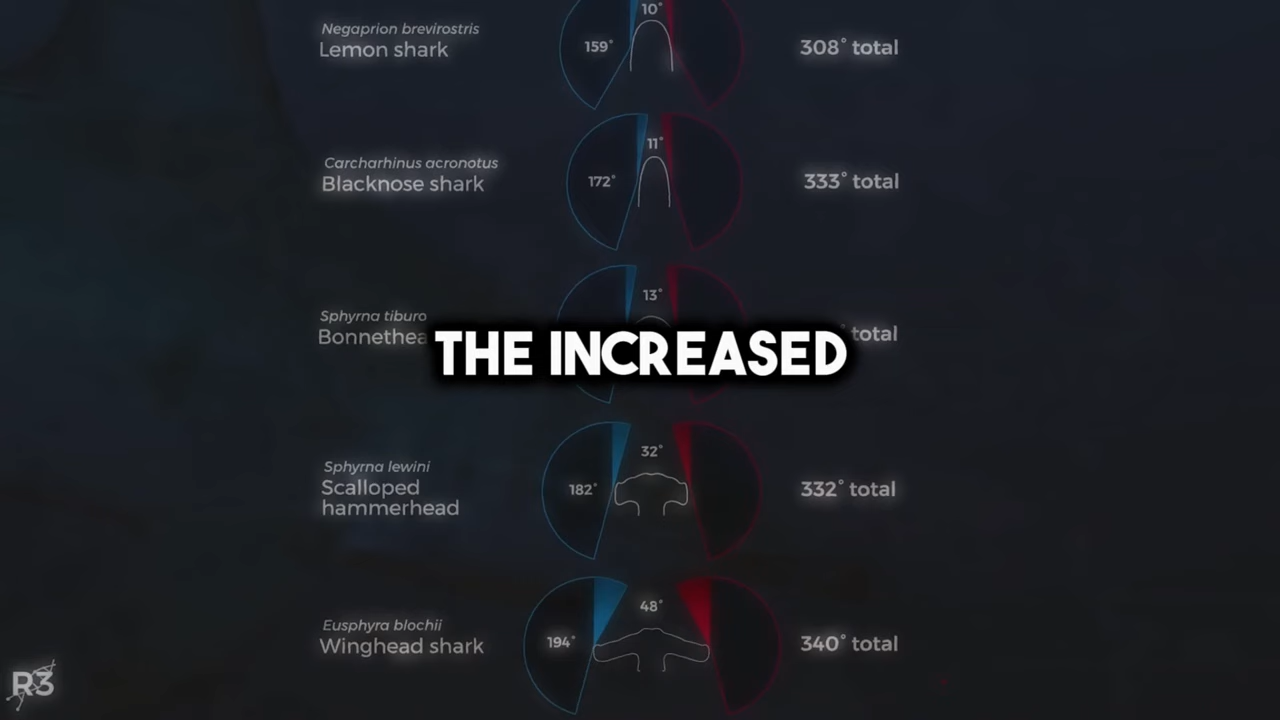 Negaprion brevirostris
Lemon shark
159°
10°
308° total
Carcharhinus acronotus
Blacknose shark
172°
11°
333° total
Sphyrna tiburo
13°
total
THE INCREASED
Sphyrna lewini
Scalloped
hammerhead
182°
32°
332° total
Eusphyra blochii
Winghead shark
194°
48°
340° total
R3